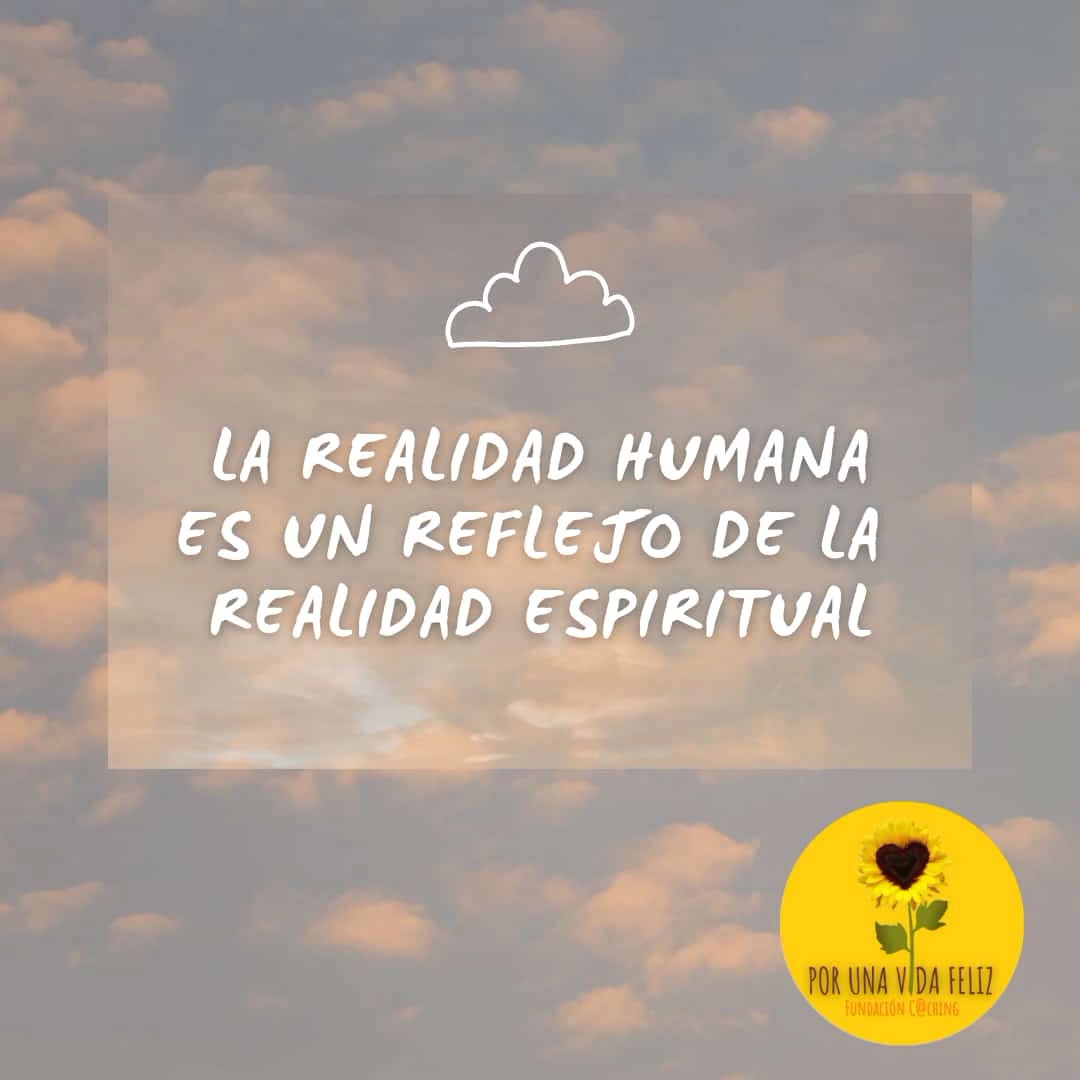 LA REALIDAD HUMANA
ES UN REFLEJO DE LA
REALIDAD ESPIRITUAL
POR UNA VIDA FELIZ
FUNDACIÓN C@CHING